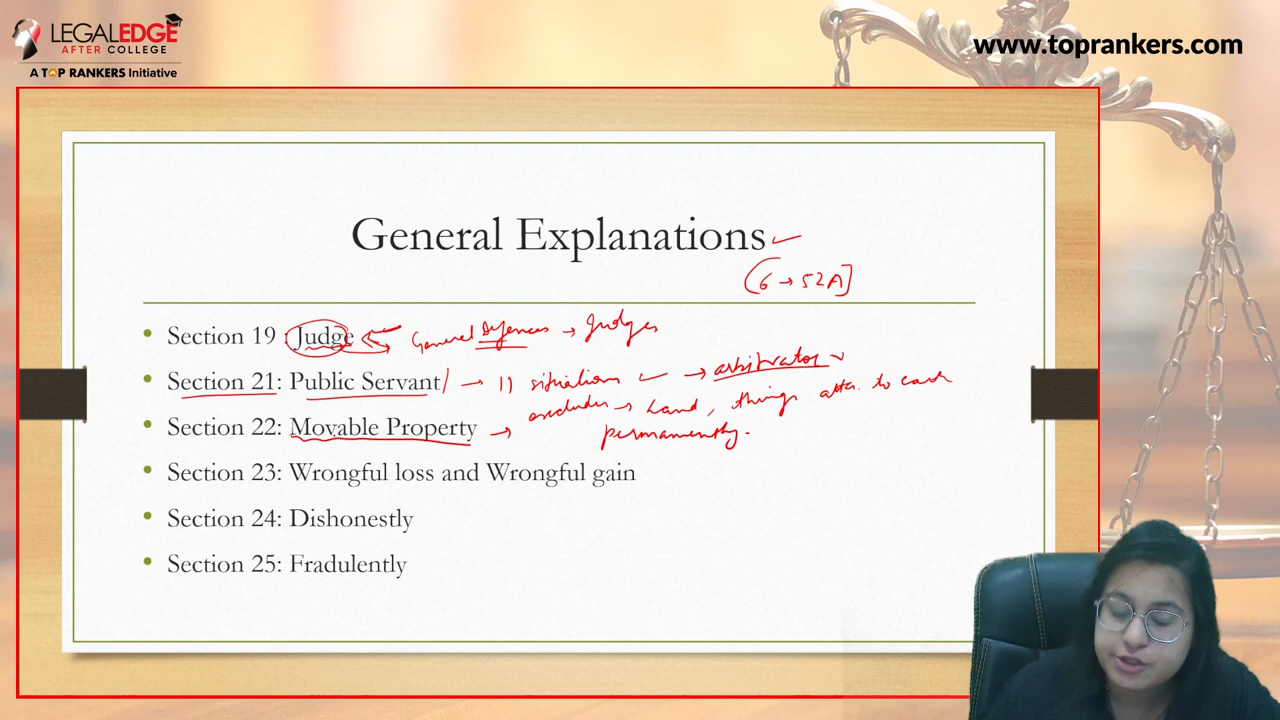 LEGALEDGE
AFTER COLLEGE
A TOP RANKERS Initiative
www.toprankers.com
General Explanations
(6 → 52A]
• Section 19 : Judge General Defences → Judges
• Section 21: Public Servant → 11 situations → arbitrator
• Section 22: Movable Property → excludes → Land, things atta. to earth
permanently.
• Section 23: Wrongful loss and Wrongful gain
• Section 24: Dishonestly
• Section 25: Fradulently